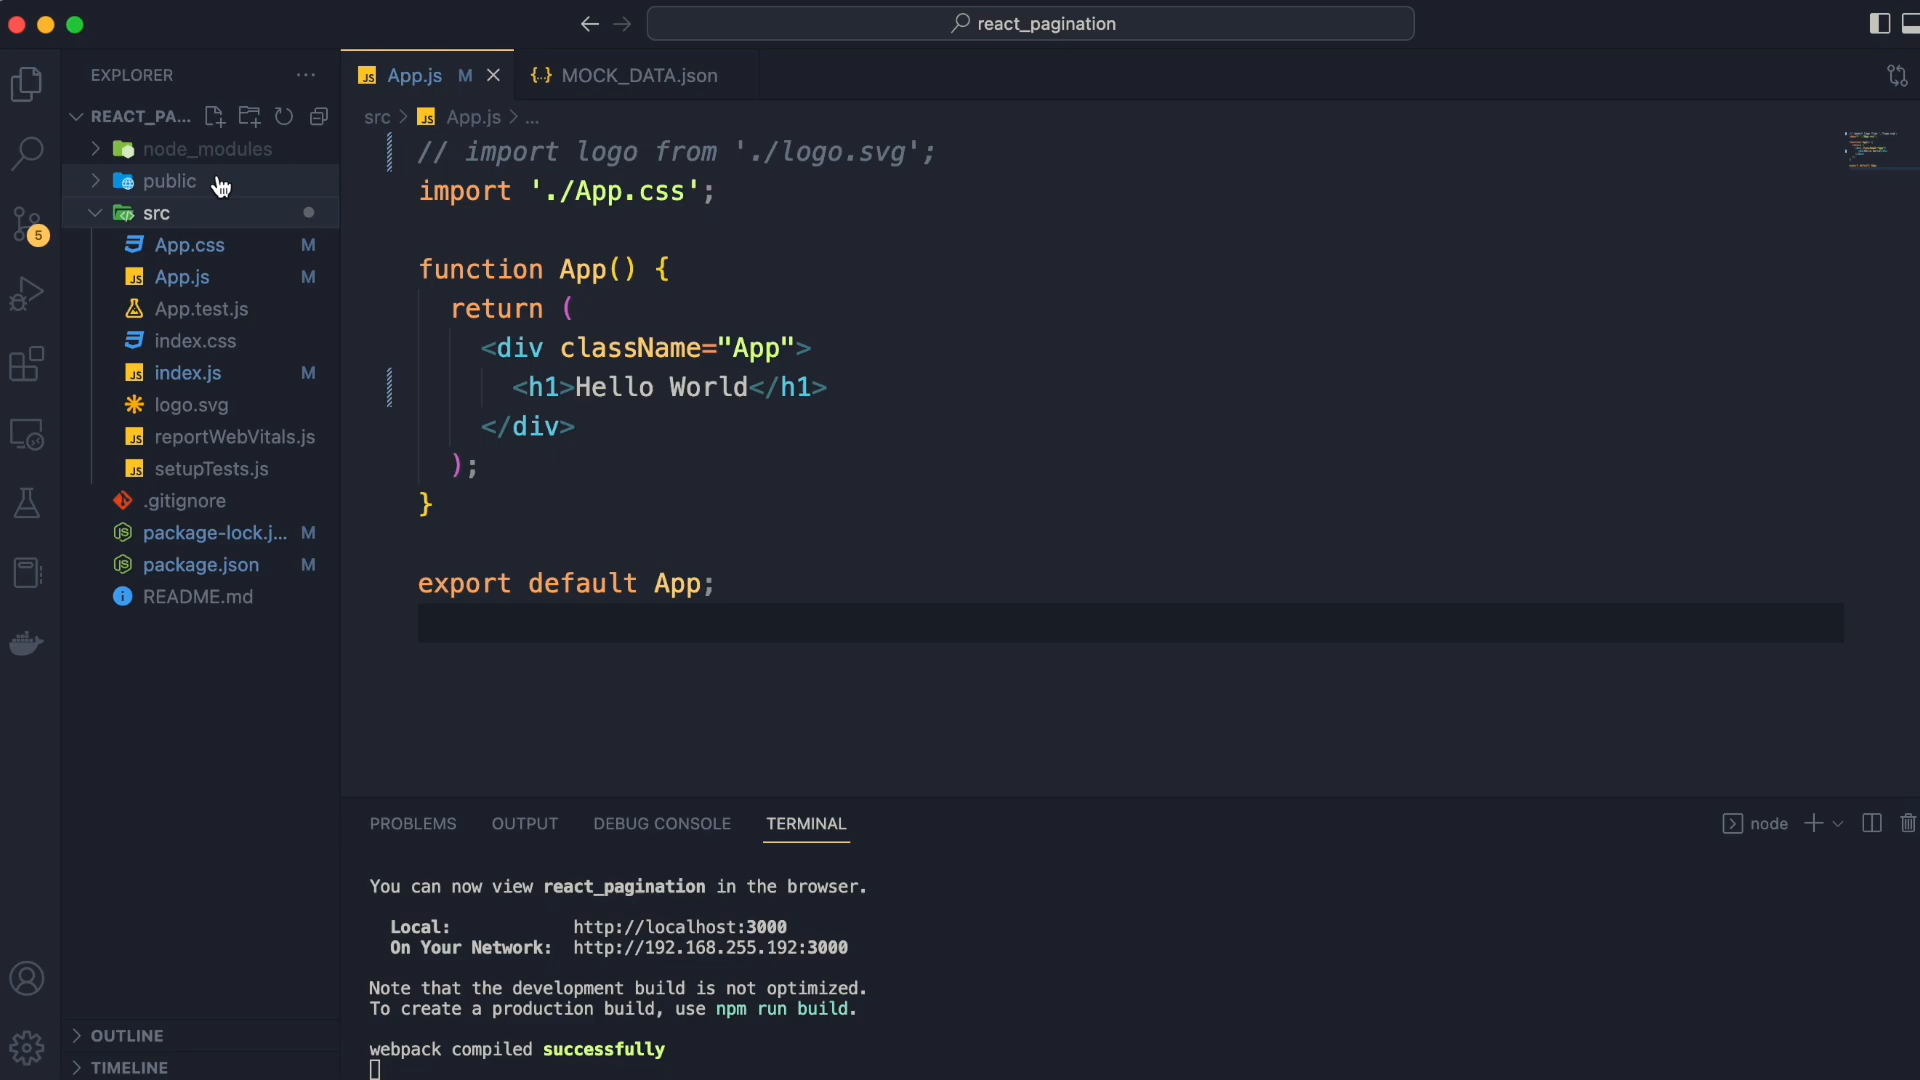 react_pagination
EXPLORER
App.js M
MOCK_DATA.json
REACT_PA...
src > App.js > ...
node_modules
public
src
App.css M
App.js M
App.test.js
index.css
index.js M
logo.svg
reportWebVitals.js
setupTests.js
.gitignore
package-lock.j... M
package.json M
README.md
5
// import logo from './logo.svg';
import './App.css';
function App() {
return (
<div className="App">
<h1>Hello World</h1>
</div>
);
}
export default App;
PROBLEMS OUTPUT DEBUG CONSOLE TERMINAL
node
You can now view react_pagination in the browser.
Local: http://localhost:3000
On Your Network: http://192.168.255.192:3000
Note that the development build is not optimized.
To create a production build, use npm run build.
webpack compiled successfully
OUTLINE
TIMELINE